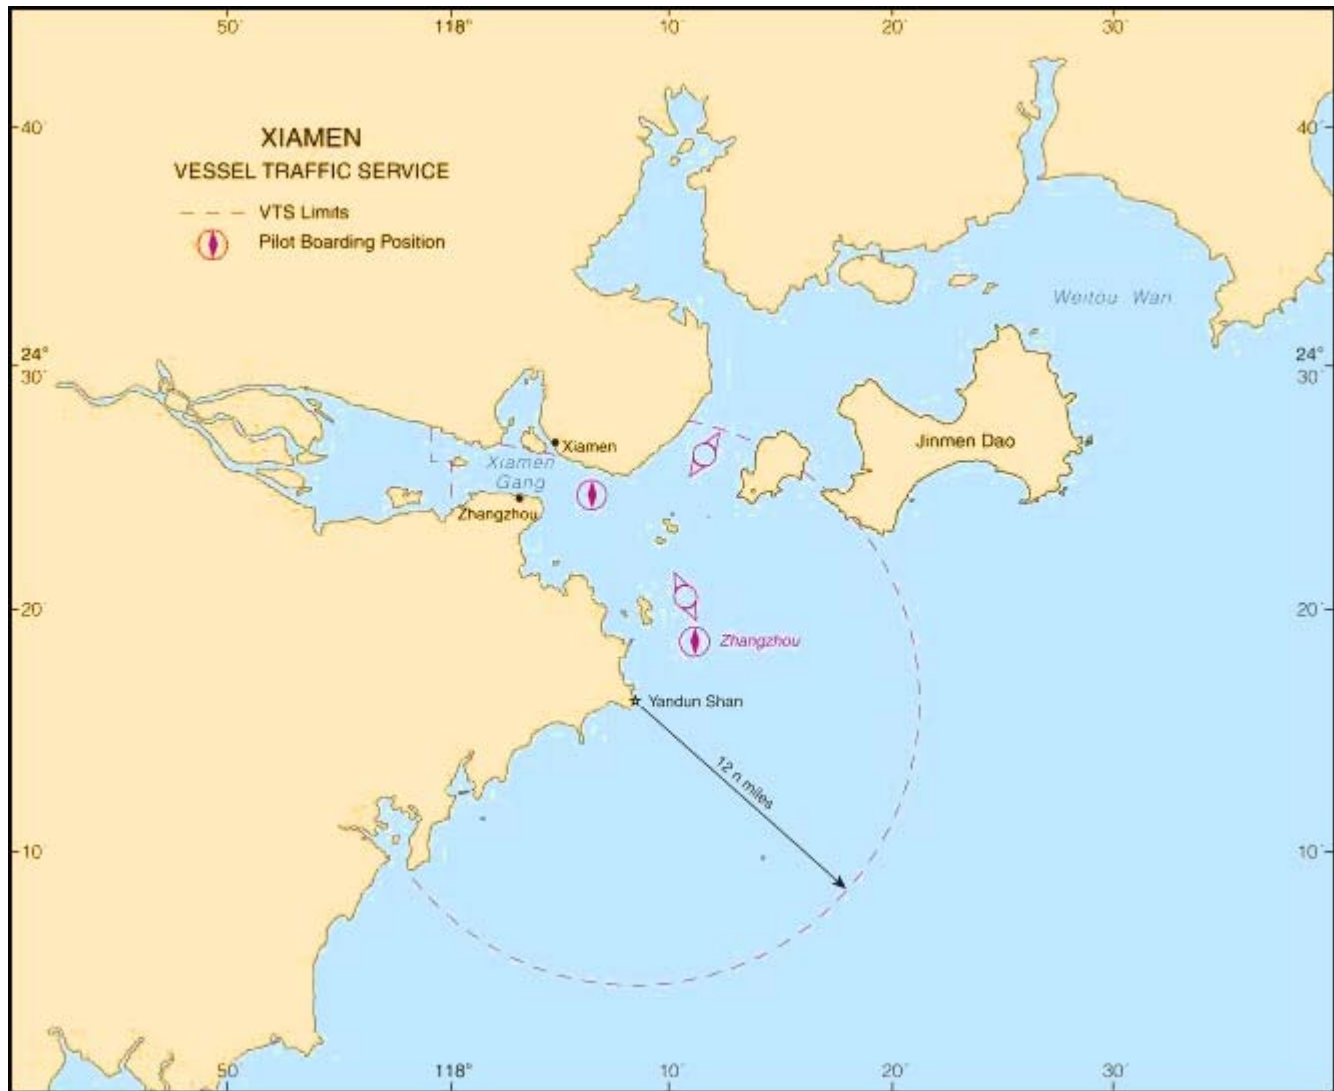 50′
118°
10′
20′
30′
40′
40′
XIAMEN
VESSEL TRAFFIC SERVICE
VTS Limits
Pilot Boarding Position
Weitou Wan
24°
30′
24°
30′
Jinmen Dao
Xiamen
Xiamen
Gang
Zhangzhou
20′
20′
Zhangzhou
Yandun Shan
12 n miles
10′
10′
50′
118°
10′
20′
30′